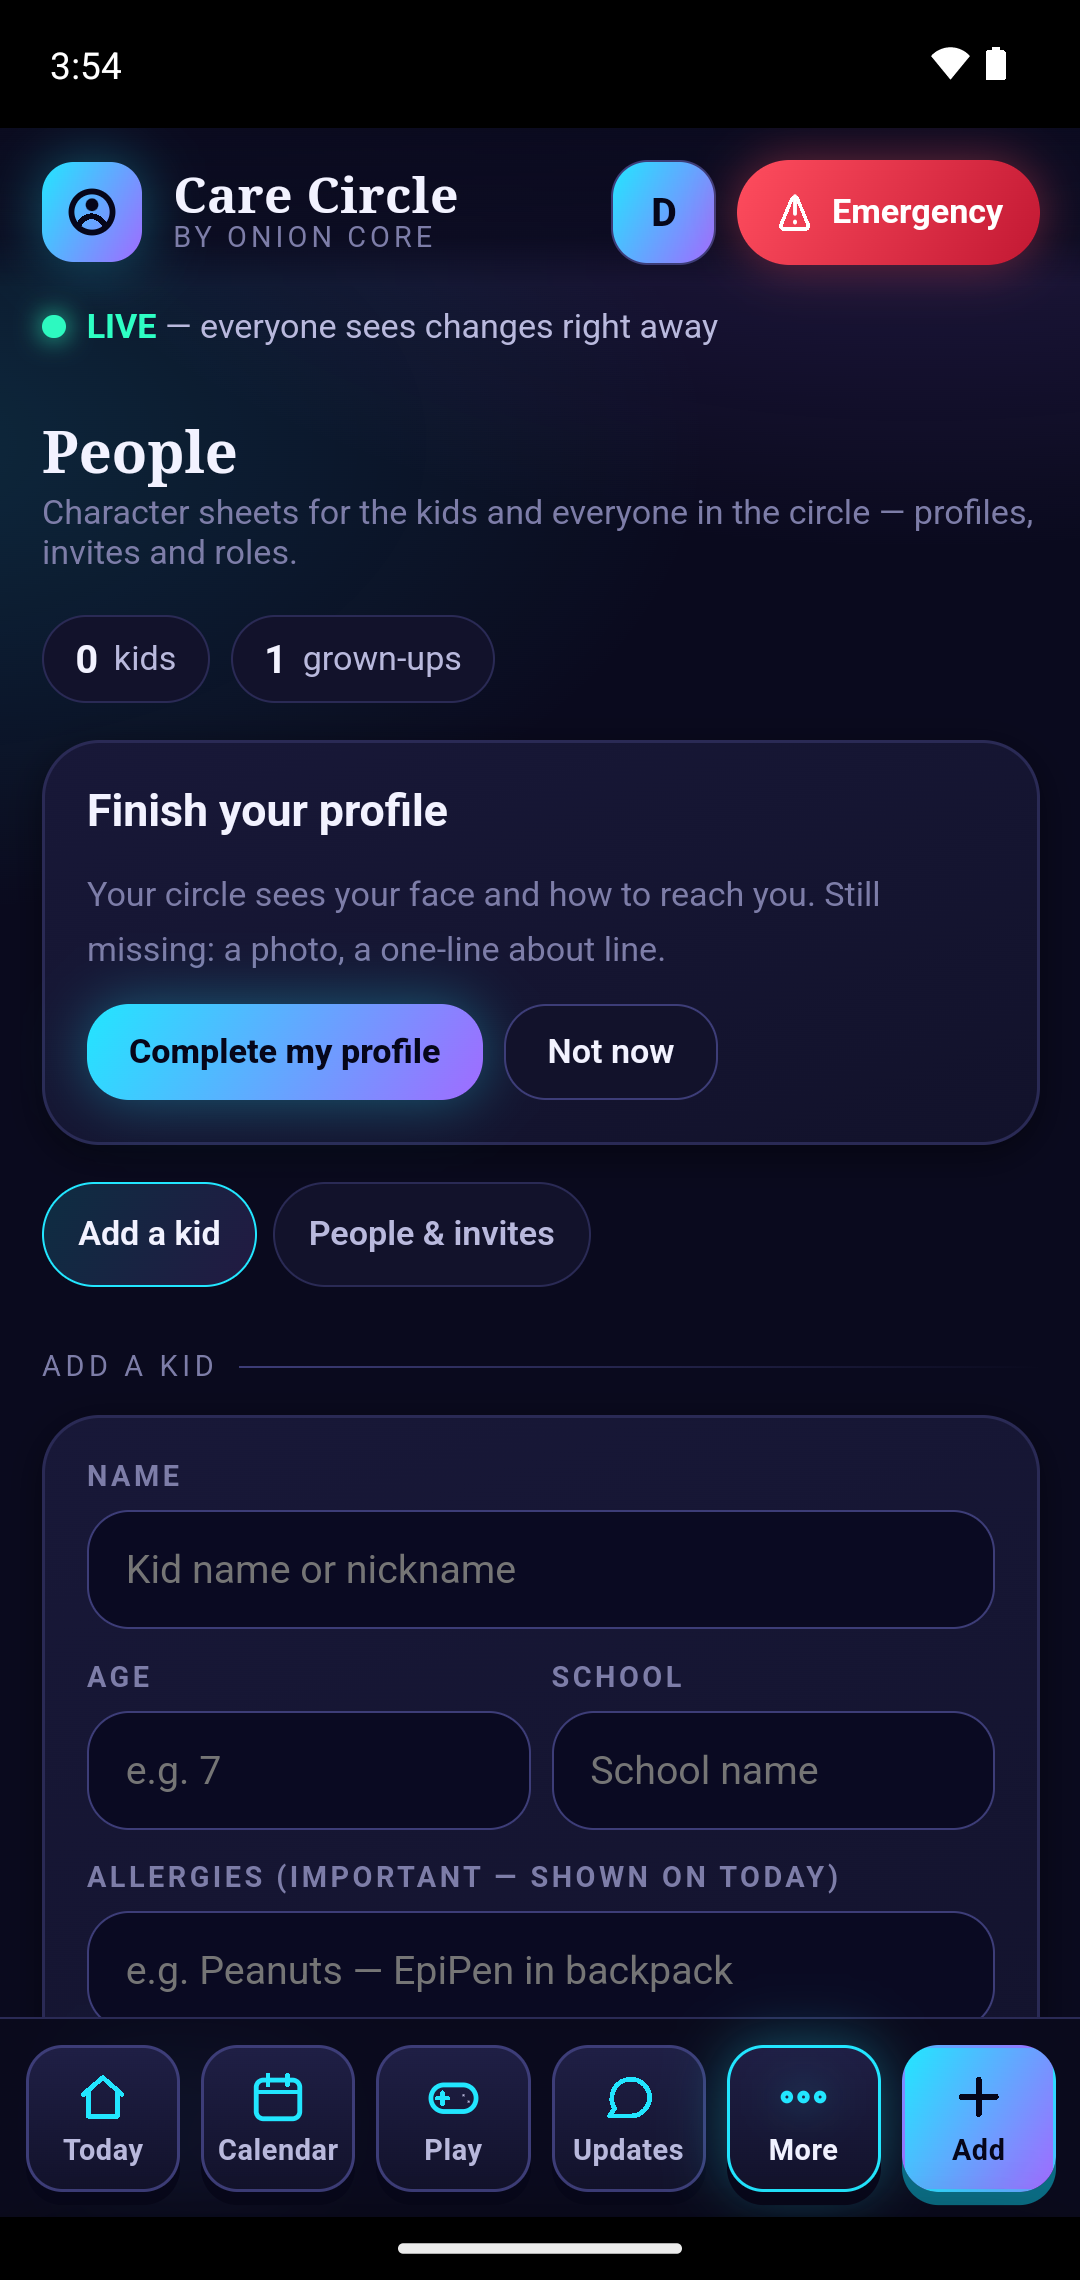 3:54
Care Circle
BY ONION CORE
D
Emergency
LIVE — everyone sees changes right away
People
Character sheets for the kids and everyone in the circle — profiles,
invites and roles.
0 kids
1 grown-ups
Finish your profile
Your circle sees your face and how to reach you. Still
missing: a photo, a one-line about line.
Complete my profile
Not now
Add a kid
People & invites
ADD A KID
NAME
Kid name or nickname
AGE
SCHOOL
e.g. 7
School name
ALLERGIES (IMPORTANT — SHOWN ON TODAY)
e.g. Peanuts — EpiPen in backpack
Today
Calendar
Play
Updates
More
Add